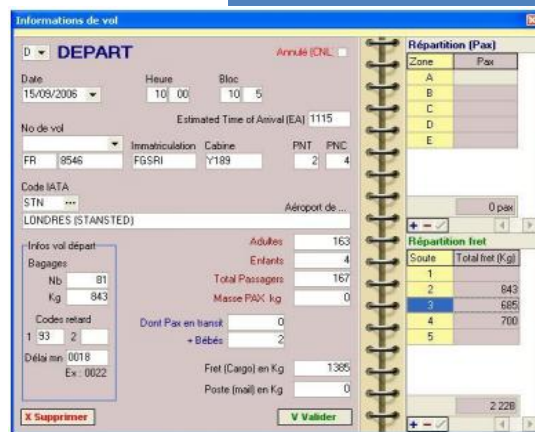 Informations de vol
D DEPART Annulé (CNL)
Date Heure Bloc
15/09/2006 10 00 10 5
Estimated Time of Arrival (EA) 1115
No de vol
Immatriculation Cabine PNT PNC
FR 8546 FGSRI Y189 2 4
Code IATA
STN ... Aéroport de ...
LONDRES (STANSTED)
Infos vol départ
Bagages
Nb 81
Kg 843
Codes retard
1 93 2
Délai mn 0018
Ex : 0022
Adultes 163
Enfants 4
Total Passagers 167
Masse PAX kg 0
Dont Pax en transit 0
+ Bébés 2
Fret (Cargo) en Kg 1385
Poste (mail) en Kg 0
X Supprimer V Valider
Répartition (Pax)
Zone Pax
A
B
C
D
E
0 pax
Répartition fret
Soute Total fret (Kg)
1
2 843
3 685
4 700
5
2 228